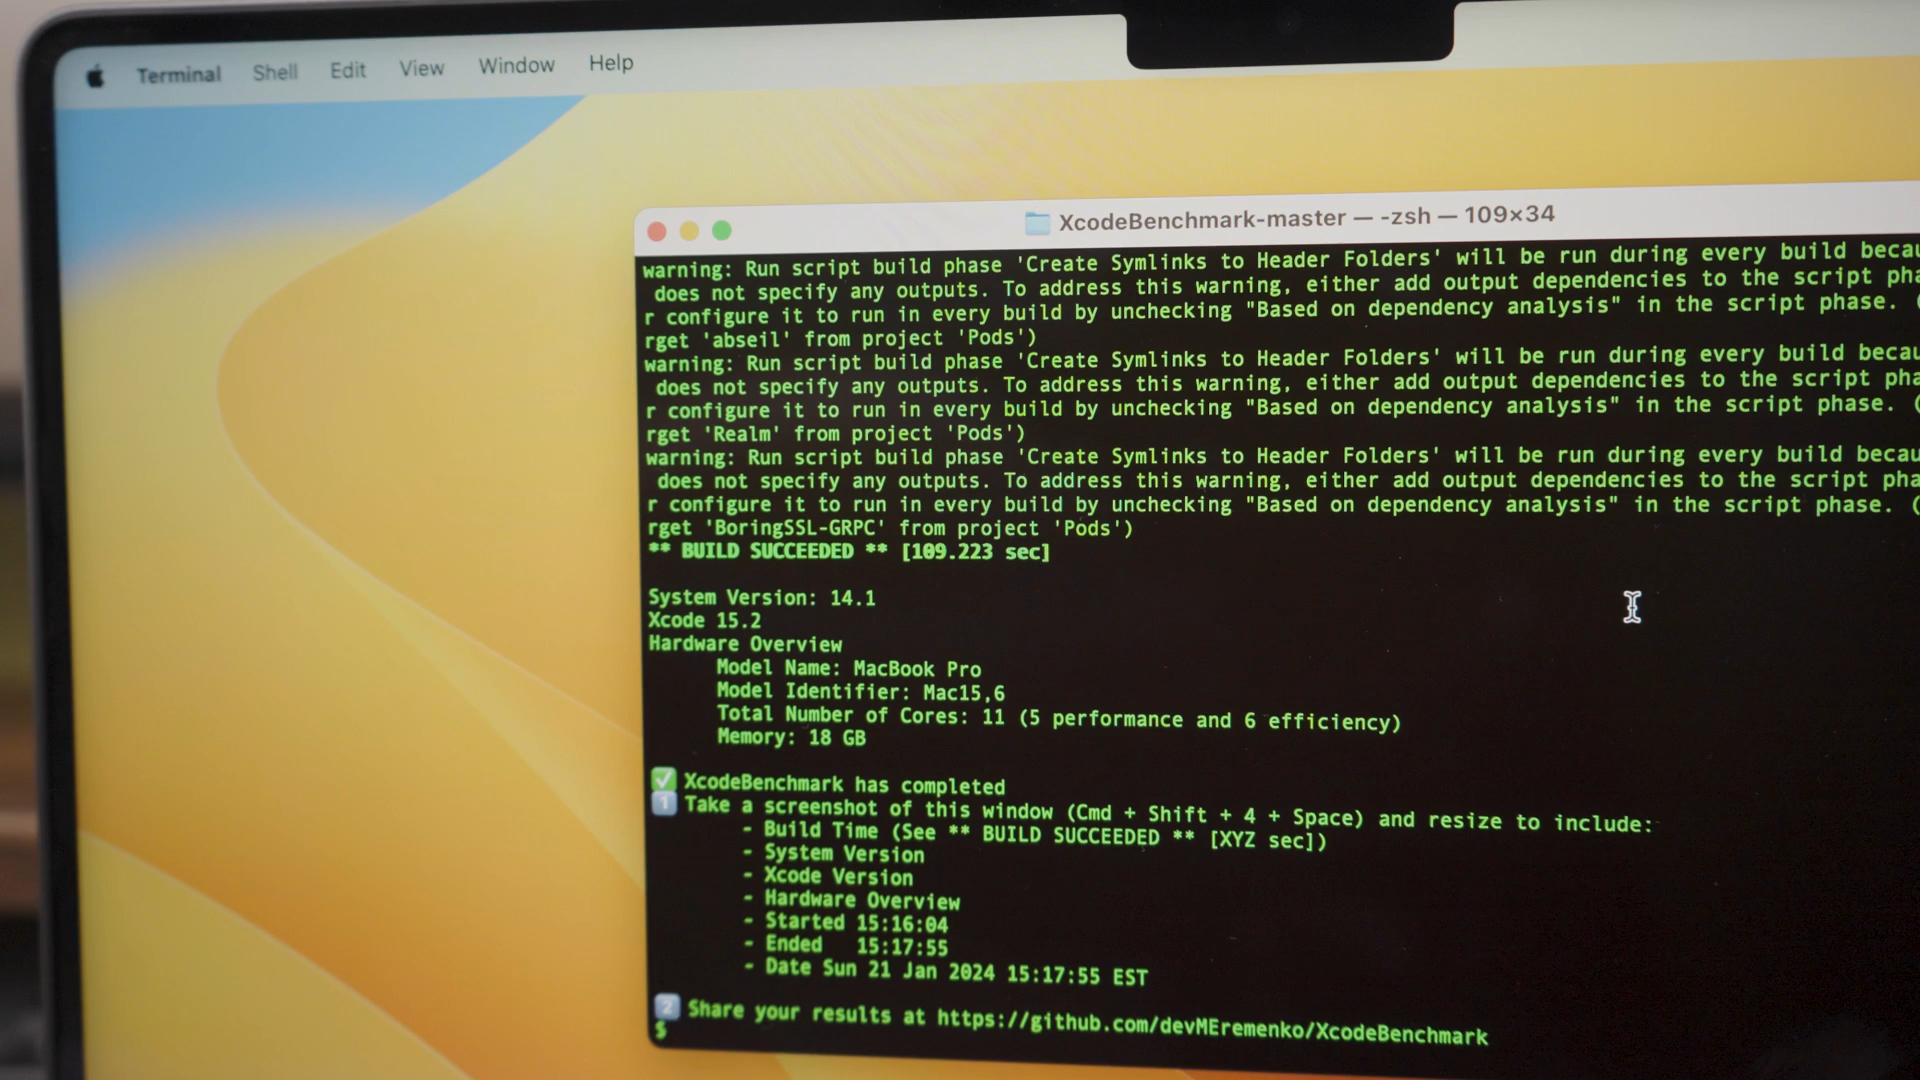 Terminal Shell Edit View Window Help
XcodeBenchmark-master — -zsh — 109×34
warning: Run script build phase 'Create Symlinks to Header Folders' will be run during every build
does not specify any outputs. To address this warning, either add output dependencies to the script
r configure it to run in every build by unchecking "Based on dependency analysis" in the script phase. (
rget 'abseil' from project 'Pods')
warning: Run script build phase 'Create Symlinks to Header Folders' will be run during every build
does not specify any outputs. To address this warning, either add output dependencies to the script
r configure it to run in every build by unchecking "Based on dependency analysis" in the script phase. (
rget 'Realm' from project 'Pods')
warning: Run script build phase 'Create Symlinks to Header Folders' will be run during every build
does not specify any outputs. To address this warning, either add output dependencies to the script
r configure it to run in every build by unchecking "Based on dependency analysis" in the script phase. (
rget 'BoringSSL-GRPC' from project 'Pods')
** BUILD SUCCEEDED ** [109.223 sec]
System Version: 14.1
Xcode 15.2
Hardware Overview
Model Name: MacBook Pro
Model Identifier: Mac15,6
Total Number of Cores: 11 (5 performance and 6 efficiency)
Memory: 18 GB
✅ XcodeBenchmark has completed
1️⃣ Take a screenshot of this window (Cmd + Shift + 4 + Space) and resize to include:
- Build Time (See ** BUILD SUCCEEDED ** [XYZ sec])
- System Version
- Xcode Version
- Hardware Overview
- Started 15:16:04
- Ended 15:17:55
- Date Sun 21 Jan 2024 15:17:55 EST
2️⃣ Share your results at https://github.com/devMEremenko/XcodeBenchmark
$